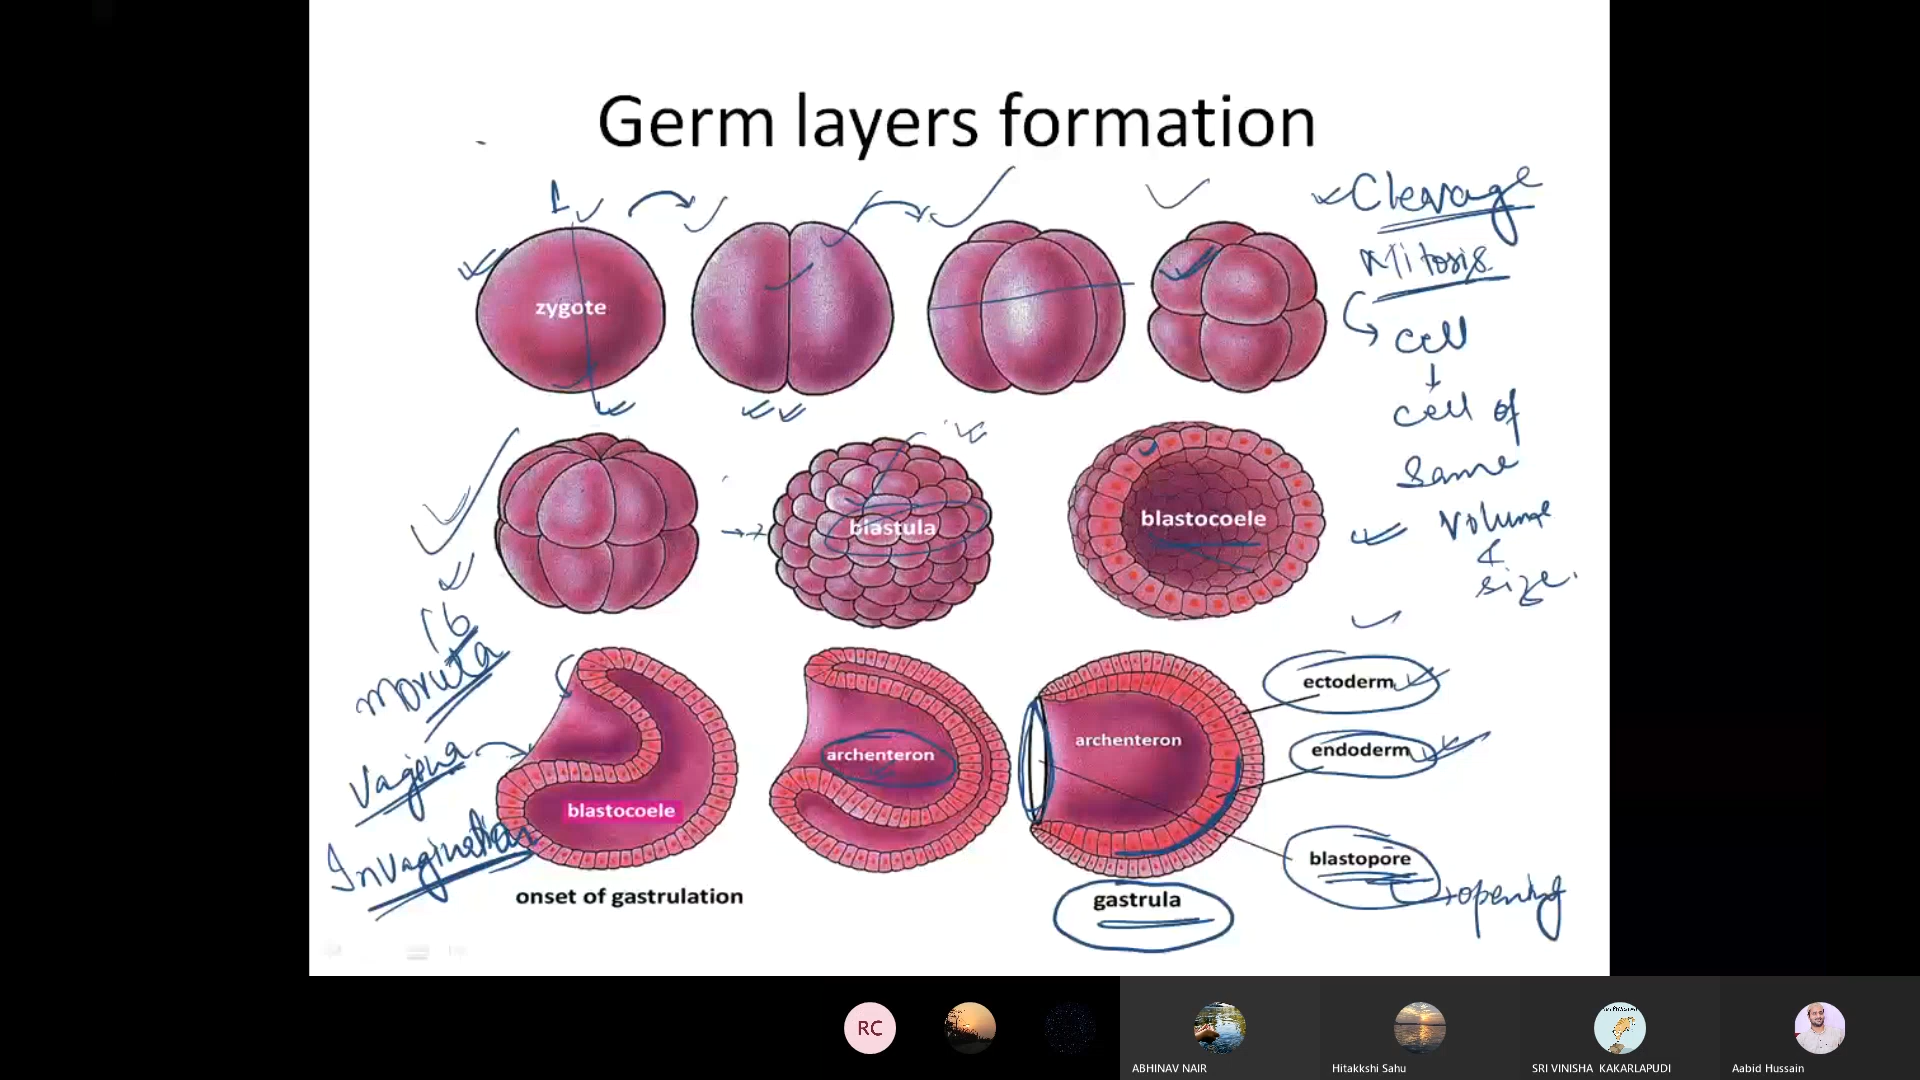 Germ layers formation
1
Clevage
Mitosis
cell
cell of
same
volume
&
size.
zygote
blastula
blastocoele
16
Morula
Vagina
Invagination
blastocoele
archenteron
archenteron
ectoderm
endoderm
blastopore
opening
onset of gastrulation
gastrula
RC
ABHINAV NAIR
Hitakkshi Sahu
SRI VINISHA KAKARLAPUDI
Aabid Hussain